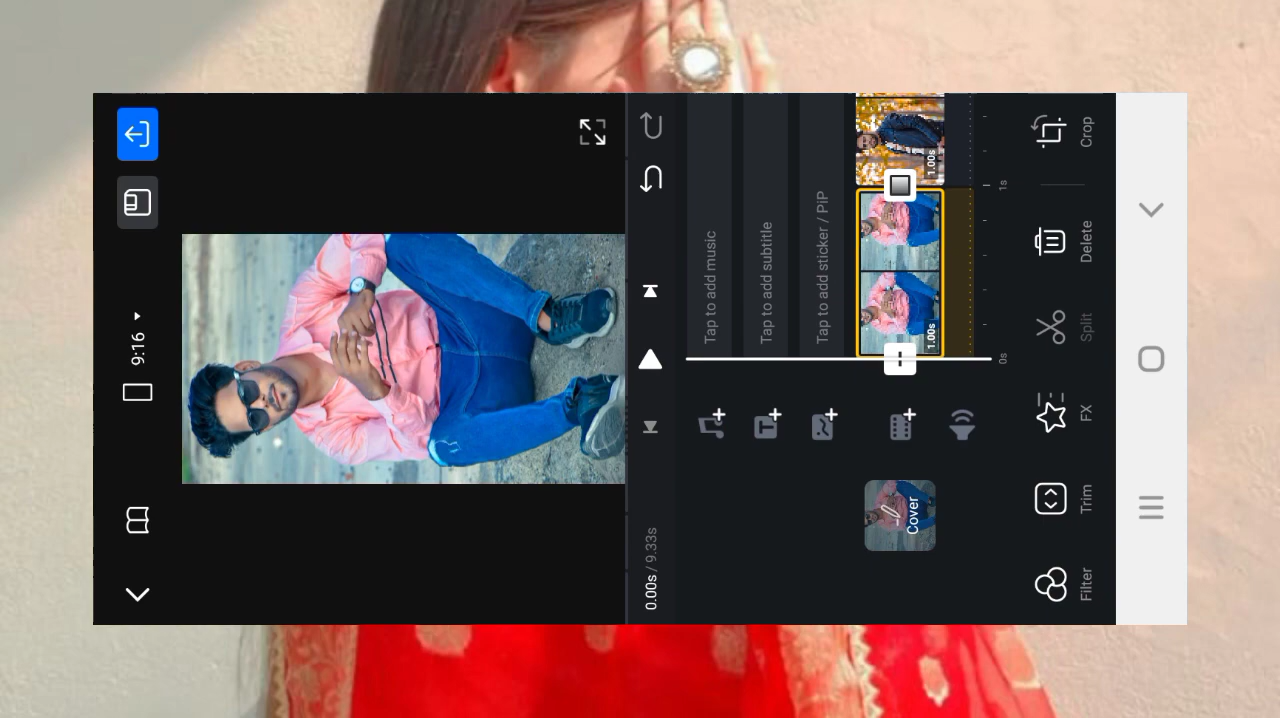 9:16
0.00s / 9.33s
Tap to add music
Tap to add subtitle
Tap to add sticker / PiP
Cover
1.00s
1.00s
0s
1s
Filter
Trim
FX
Split
Delete
Crop